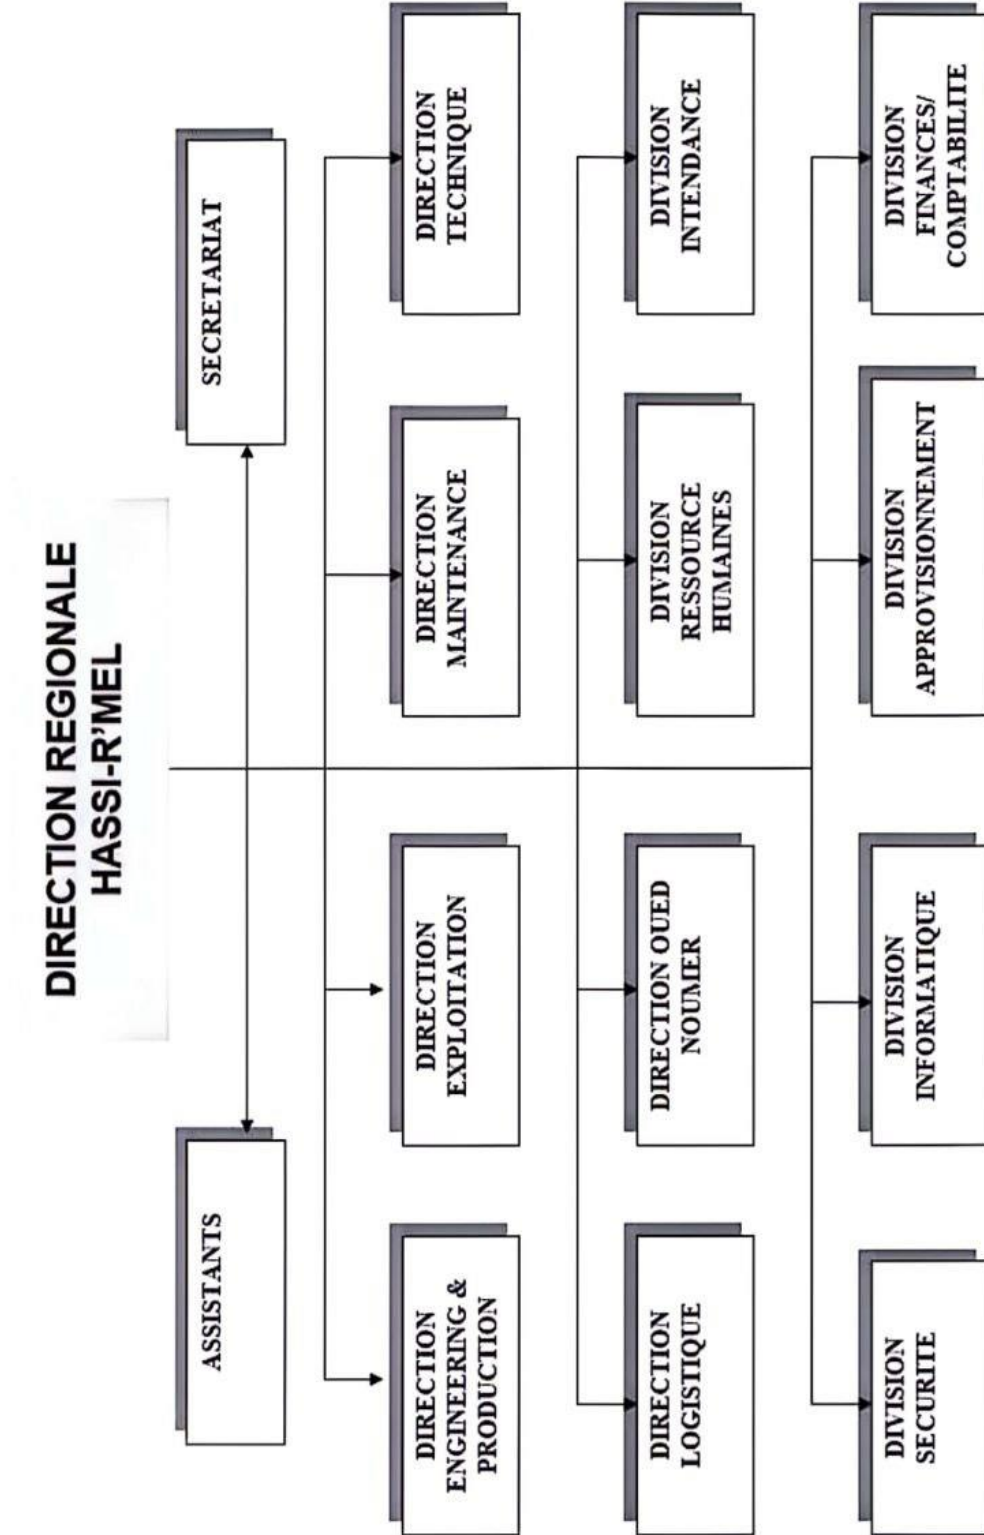 DIRECTION REGIONALE
HASSI-R'MEL
ASSISTANTS
SECRETARIAT
DIRECTION
ENGINEERING &
PRODUCTION
DIRECTION
EXPLOITATION
DIRECTION
MAINTENANCE
DIRECTION
TECHNIQUE
DIRECTION
LOGISTIQUE
DIRECTION OUED
NOUMER
DIVISION
RESSOURCE
HUMAINES
DIVISION
INTENDANCE
DIVISION
SECURITE
DIVISION
INFORMATIQUE
DIVISION
APPROVISIONNEMENT
DIVISION
FINANCES/
COMPTABILITE